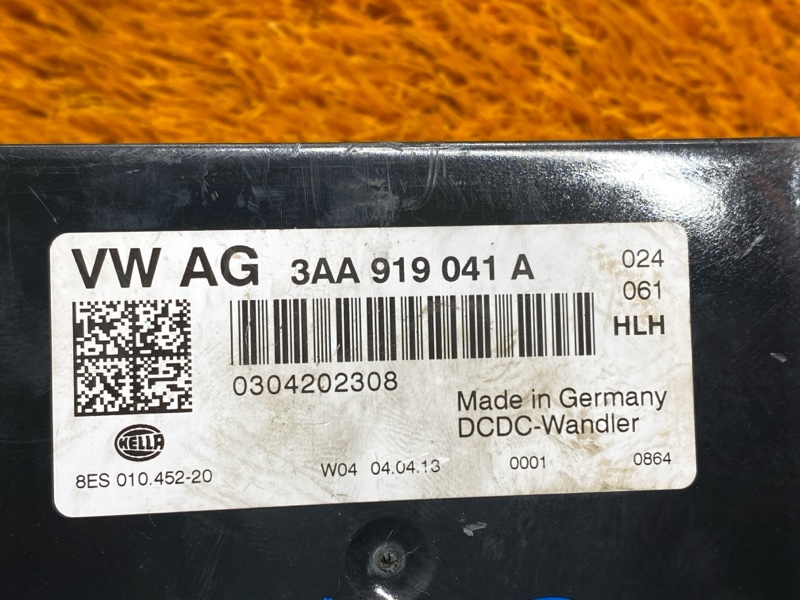 VW AG 3AA 919 041 A
024
061
HLH
0304202308
Made in Germany
DCDC-Wandler
HELLA
8ES 010.452-20
W04 04.04.13 0001 0864